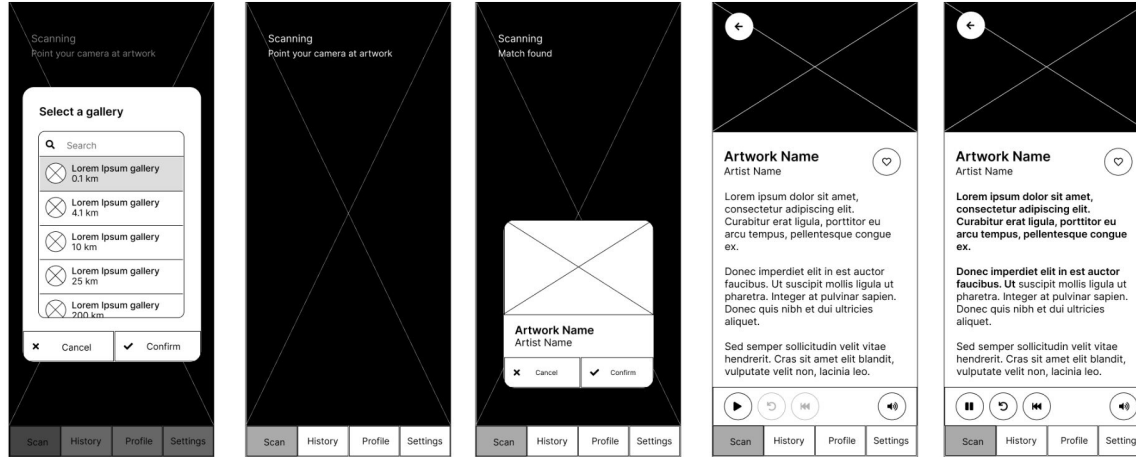 Scanning
Point your camera at artwork
Select a gallery
Search
Lorem Ipsum gallery
0.1 km
Lorem Ipsum gallery
4.1 km
Lorem Ipsum gallery
10 km
Lorem Ipsum gallery
25 km
Lorem Ipsum gallery
200 km
Cancel Confirm
Scan History Profile Settings
Scanning
Point your camera at artwork
Scan History Profile Settings
Scanning
Match found
Artwork Name
Artist Name
Cancel Confirm
Scan History Profile Settings
Artwork Name
Artist Name
Lorem ipsum dolor sit amet,
consectetur adipiscing elit.
Curabitur erat ligula, porttitor eu
arcu tempus, pellentesque congue
ex.
Donec imperdiet elit in est auctor
faucibus. Ut suscipit mollis ligula ut
pharetra. Integer at pulvinar sapien.
Donec quis nibh et dui ultricies
aliquet.
Sed semper sollicitudin velit vitae
hendrerit. Cras sit amet elit blandit,
vulputate velit non, lacinia leo.
Scan History Profile Settings
Artwork Name
Artist Name
Lorem ipsum dolor sit amet,
consectetur adipiscing elit.
Curabitur erat ligula, porttitor eu
arcu tempus, pellentesque congue
ex.
Donec imperdiet elit in est auctor
faucibus. Ut suscipit mollis ligula ut
pharetra. Integer at pulvinar sapien.
Donec quis nibh et dui ultricies
aliquet.
Sed semper sollicitudin velit vitae
hendrerit. Cras sit amet elit blandit,
vulputate velit non, lacinia leo.
Scan History Profile Setting